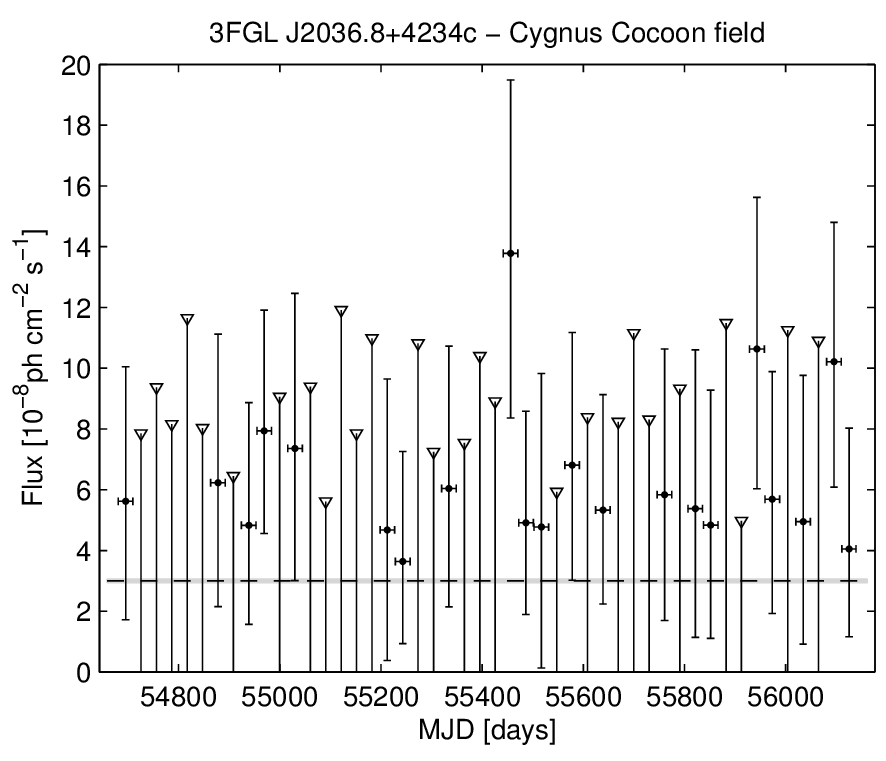 3FGL J2036.8+4234c − Cygnus Cocoon field
Flux [10⁻⁸ph cm⁻² s⁻¹]
20
18
16
14
12
10
8
6
4
2
0
54800 55000 55200 55400 55600 55800 56000
MJD [days]